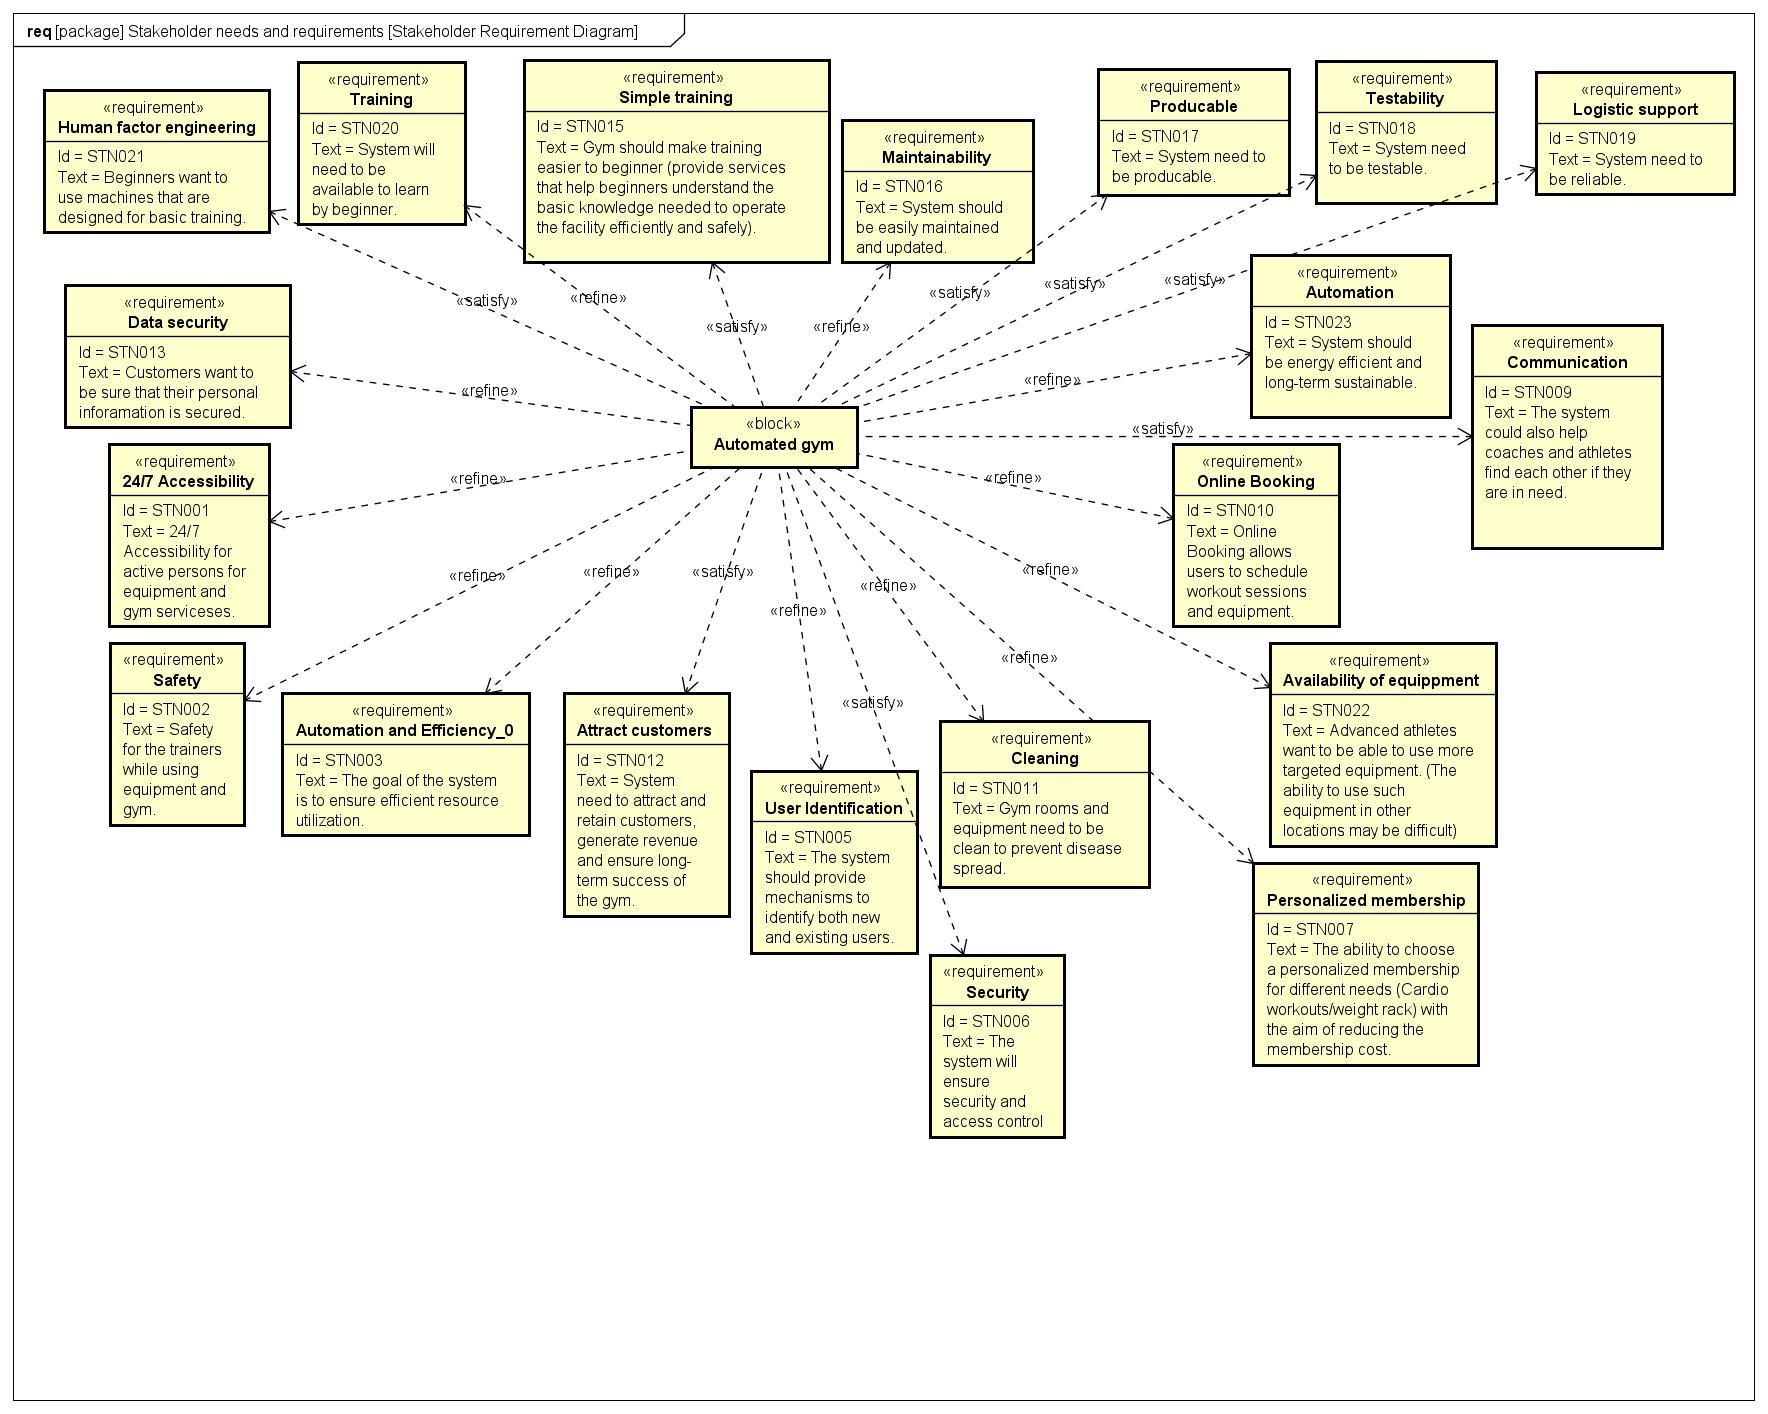 req [package] Stakeholder needs and requirements [Stakeholder Requirement Diagram]
«requirement»
Human factor engineering
Id = STN021
Text = Beginners want to
use machines that are
designed for basic training.
«requirement»
Training
Id = STN020
Text = System will
need to be
available to learn
by beginner.
«requirement»
Simple training
Id = STN015
Text = Gym should make training
easier to beginner (provide services
that help beginners understand the
basic knowledge needed to operate
the facility efficiently and safely).
«requirement»
Maintainability
Id = STN016
Text = System should
be easily maintained
and updated.
«requirement»
Producable
Id = STN017
Text = System need to
be producable.
«requirement»
Testability
Id = STN018
Text = System need
to be testable.
«requirement»
Logistic support
Id = STN019
Text = System need to
be reliable.
«satisfy»
«refine»
«satisfy»
«refine»
«satisfy»
«satisfy»
«satisfy»
«requirement»
Data security
Id = STN013
Text = Customers want to
be sure that their personal
inforamation is secured.
«refine»
«requirement»
Automation
Id = STN023
Text = System should
be energy efficient and
long-term sustainable.
«refine»
«requirement»
Communication
Id = STN009
Text = The system
could also help
coaches and athletes
find each other if they
are in need.
«satisfy»
«block»
Automated gym
«requirement»
24/7 Accessibility
Id = STN001
Text = 24/7
Accessibility for
active persons for
equipment and
gym serviceses.
«refine»
«requirement»
Online Booking
Id = STN010
Text = Online
Booking allows
users to schedule
workout sessions
and equipment.
«refine»
«refine»
«refine»
«satisfy»
«refine»
«refine»
«refine»
«refine»
«satisfy»
«requirement»
Safety
Id = STN002
Text = Safety
for the trainers
while using
equipment and
gym.
«requirement»
Automation and Efficiency_0
Id = STN003
Text = The goal of the system
is to ensure efficient resource
utilization.
«requirement»
Attract customers
Id = STN012
Text = System
need to attract and
retain customers,
generate revenue
and ensure long-
term success of
the gym.
«requirement»
User Identification
Id = STN005
Text = The system
should provide
mechanisms to
identify both new
and existing users.
«requirement»
Cleaning
Id = STN011
Text = Gym rooms and
equipment need to be
clean to prevent disease
spread.
«requirement»
Availability of equippment
Id = STN022
Text = Advanced athletes
want to be able to use more
targeted equipment. (The
ability to use such
equipment in other
locations may be difficult)
«requirement»
Security
Id = STN006
Text = The
system will
ensure
security and
access control
«requirement»
Personalized membership
Id = STN007
Text = The ability to choose
a personalized membership
for different needs (Cardio
workouts/weight rack) with
the aim of reducing the
membership cost.